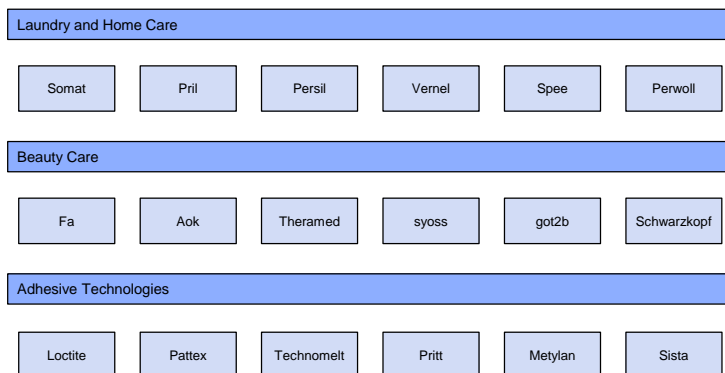 Laundry and Home Care
Somat Pril Persil Vernel Spee Perwoll
Beauty Care
Fa Aok Theramed syoss got2b Schwarzkopf
Adhesive Technologies
Loctite Pattex Technomelt Pritt Metylan Sista